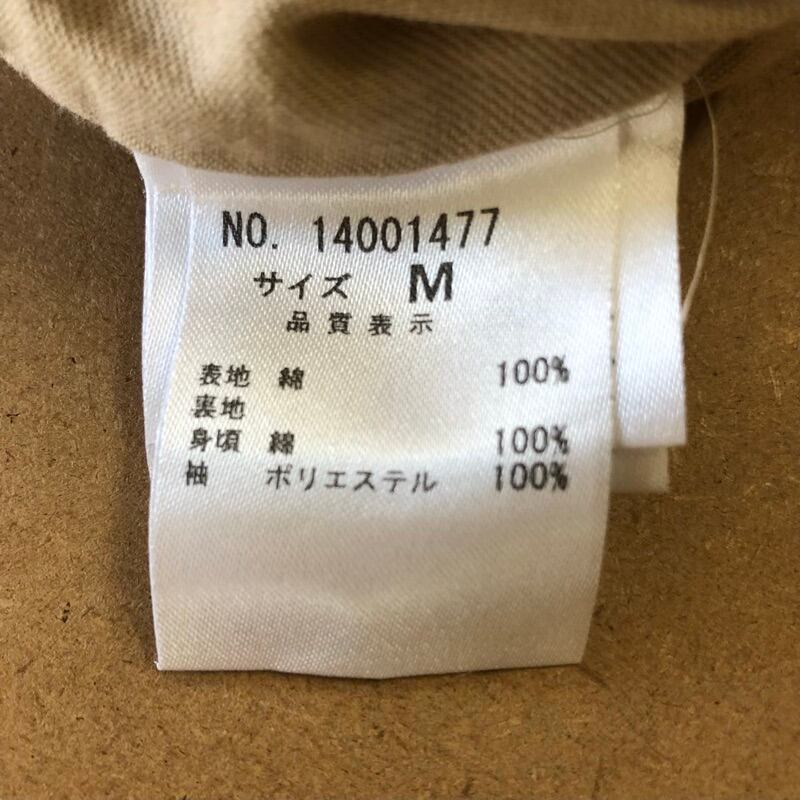 NO. 14001477
サイズ M
品質表示
表地 綿 100%
裏地
身頃 綿 100%
袖 ポリエステル 100%